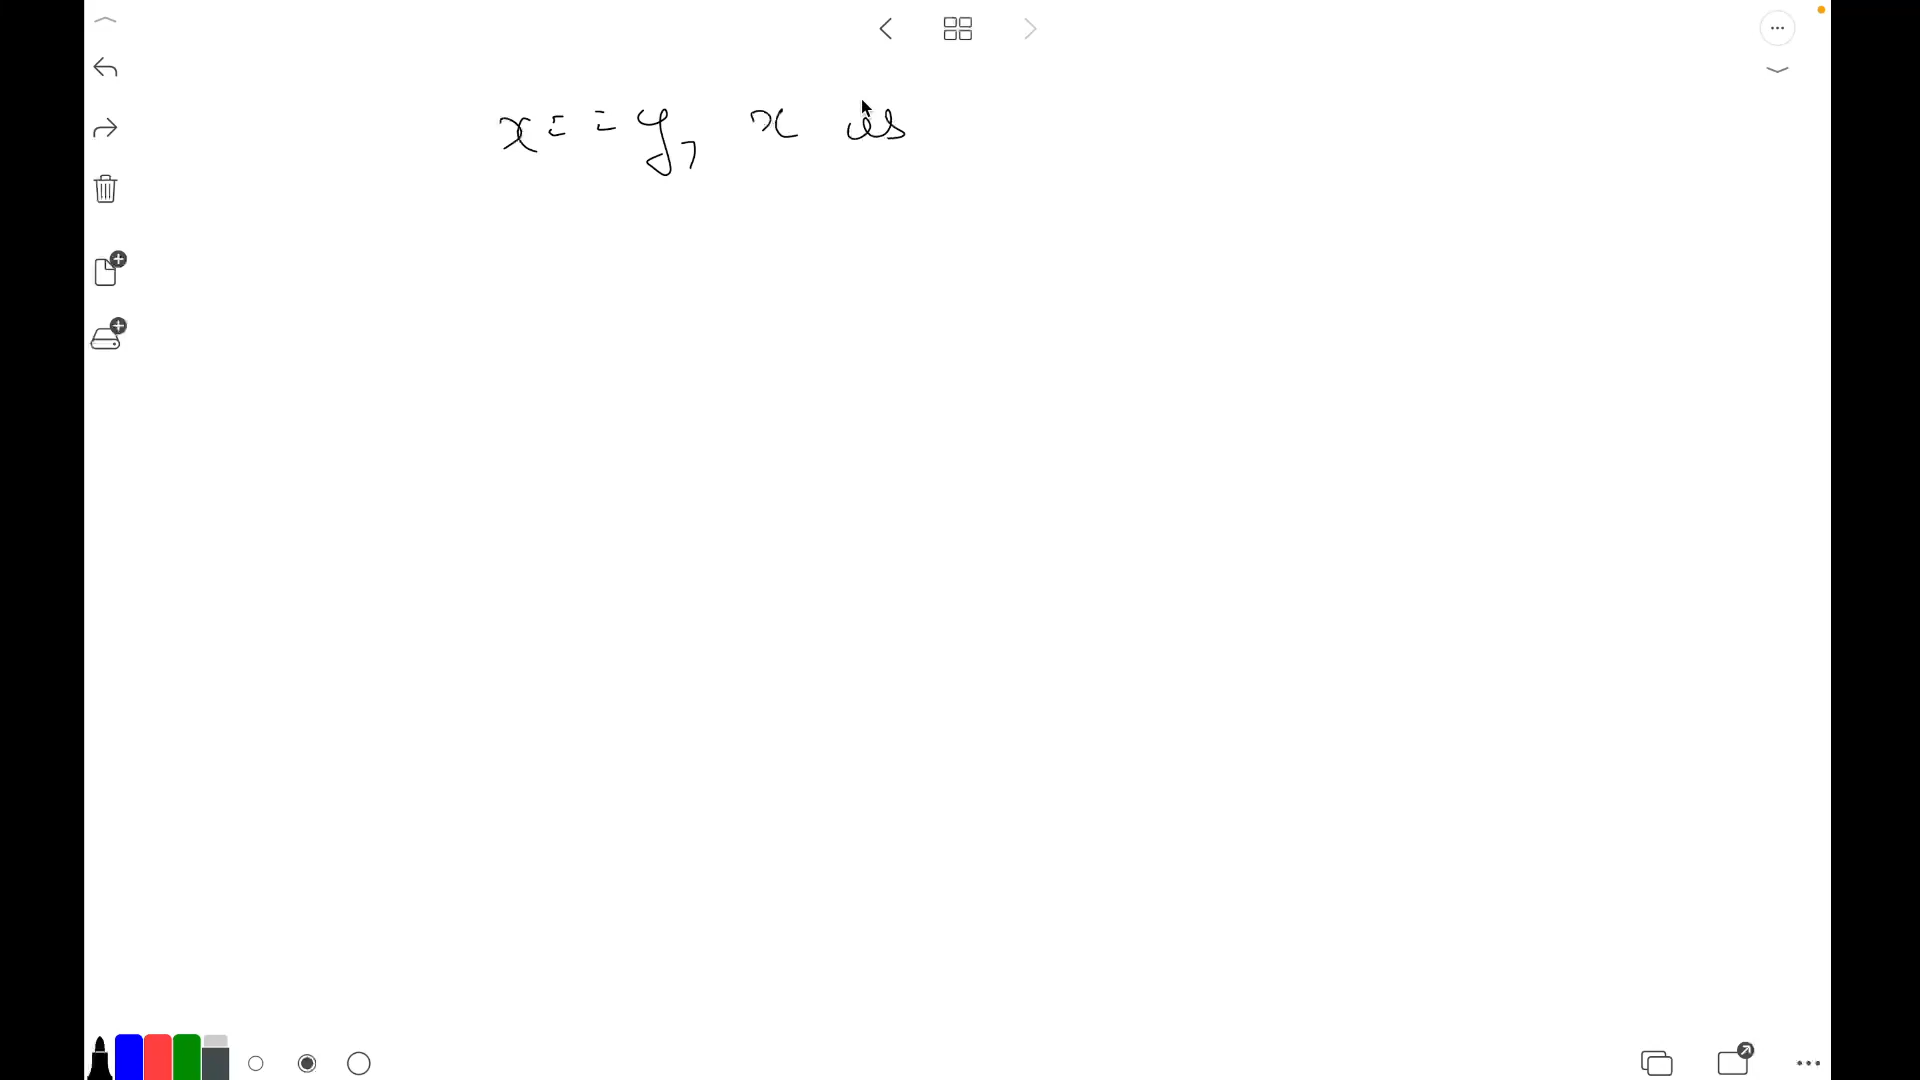 x = = y, x is